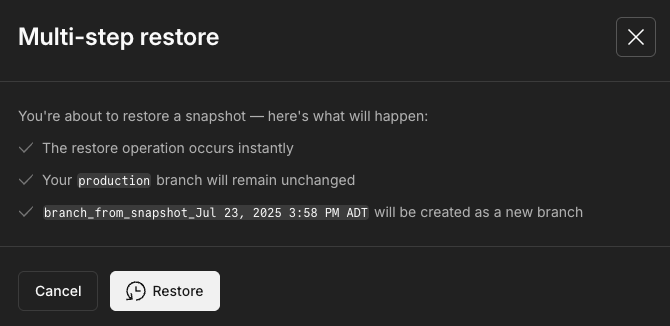 Multi-step restore
You're about to restore a snapshot — here's what will happen:
The restore operation occurs instantly
Your production branch will remain unchanged
branch_from_snapshot_Jul 23, 2025 3:58 PM ADT will be created as a new branch
Cancel
Restore